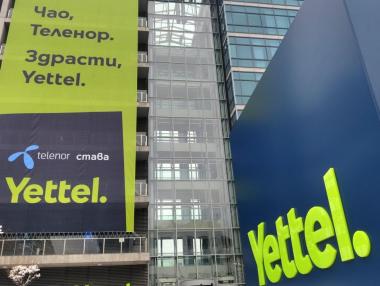 Чао,
Теленор.
Здрасти,
Yettel.
telenor става
Yettel.
Yettel.